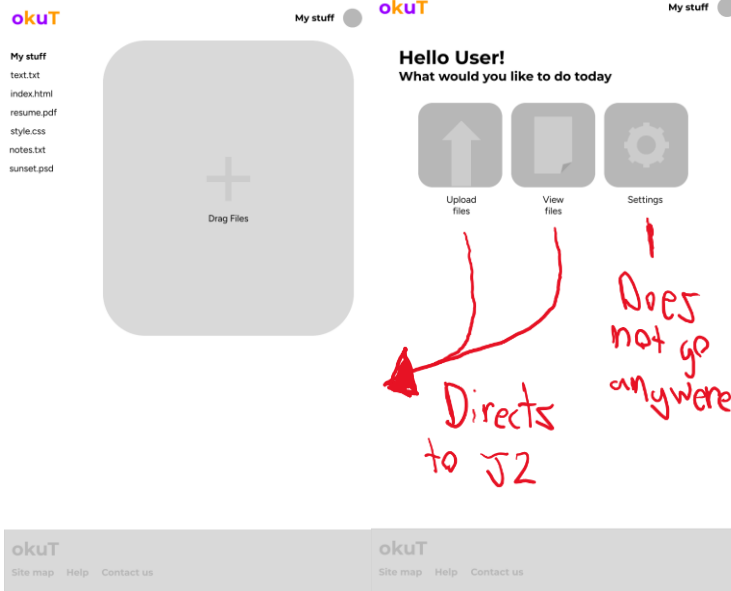 okuT
My stuff
My stuff
text.txt
index.html
resume.pdf
style.css
notes.txt
sunset.psd
Drag Files
okuT
Site map Help Contact us
okuT
My stuff
Hello User!
What would you like to do today
Upload
files
View
files
Settings
Does
not go
anywere
Directs
to J2
okuT
Site map Help Contact us